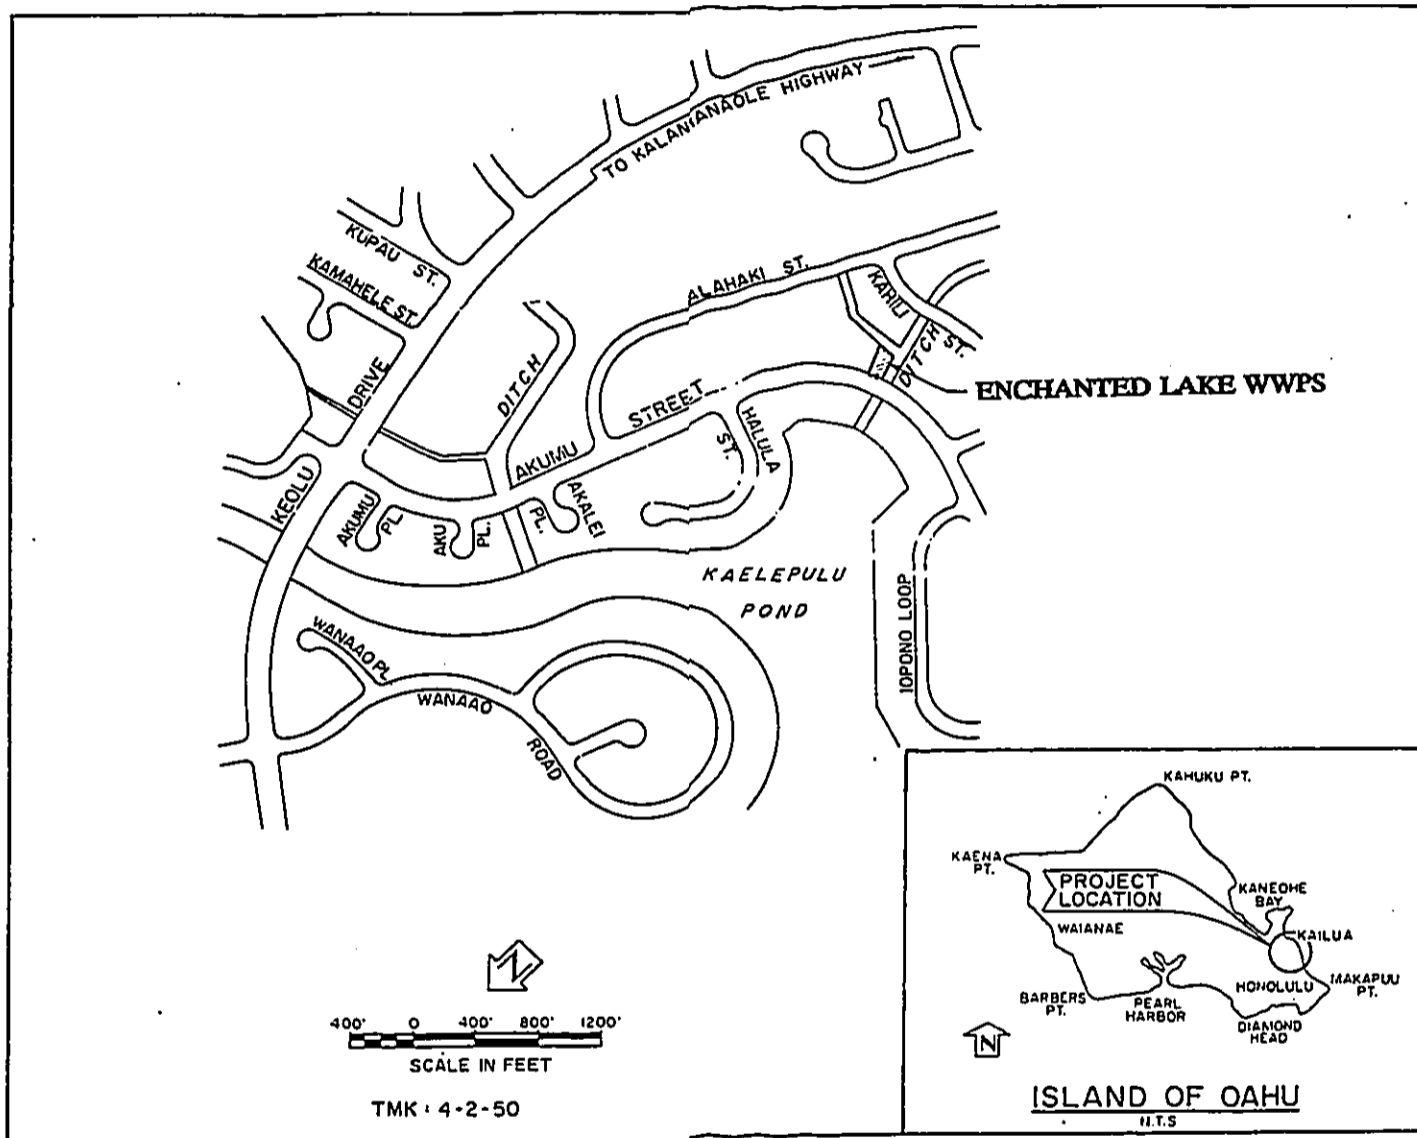 TO KALANIANAOLE HIGHWAY
KUPAU ST.
KAMAHELE ST.
ALAHAKI ST.
KARILI ST.
DITCH
DRIVE
DITCH
ENCHANTED LAKE WWPS
STREET
HALULA
ST.
AKUMU
KEOLU
AKUMU
PL.
AKU
PL.
AKALEI
PL.
KAELEPULU
POND
IOPONO LOOP
WANAAO PL.
WANAAO
ROAD
N
400' 0 400' 800' 1200'
SCALE IN FEET
TMK : 4-2-50
KAHUKU PT.
KAENA
PT.
PROJECT
LOCATION
KANEOHE
BAY
WAIANAE
KAILUA
HONOLULU
MAKAPUU
PT.
BARBERS
PT.
PEARL
HARBOR
DIAMOND
HEAD
N
ISLAND OF OAHU
N.T.S